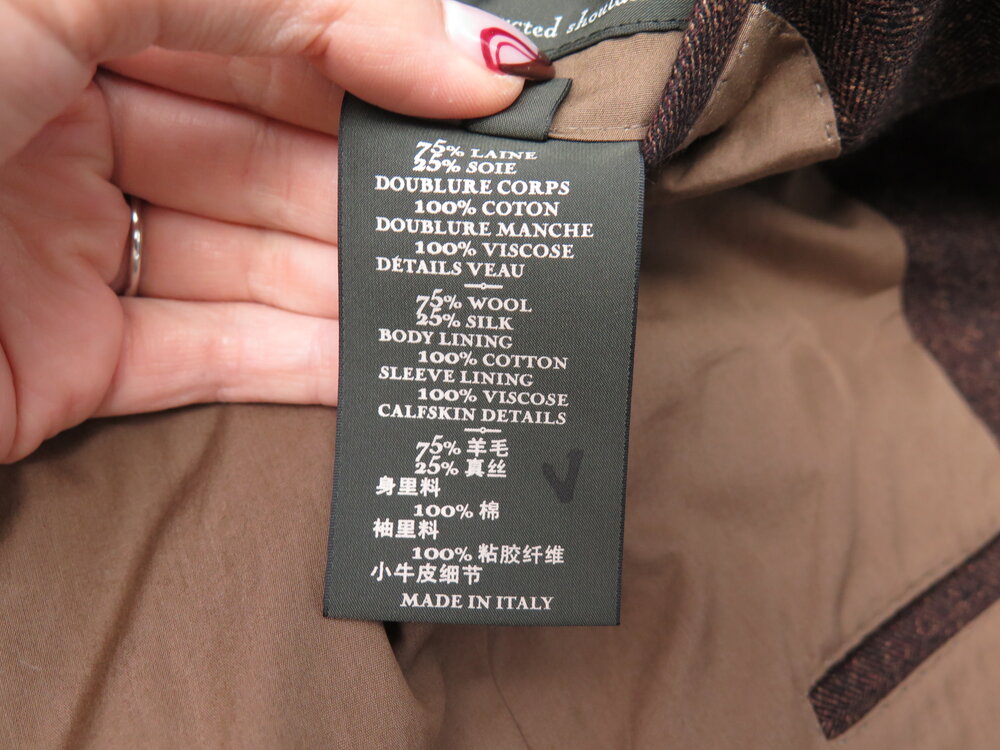 75% LAINE
25% SOIE
DOUBLURE CORPS
100% COTON
DOUBLURE MANCHE
100% VISCOSE
DÉTAILS VEAU
75% WOOL
25% SILK
BODY LINING
100% COTTON
SLEEVE LINING
100% VISCOSE
CALFSKIN DETAILS
75% 羊毛
25% 真丝
身里料
100% 棉
袖里料
100% 粘胶纤维
小牛皮细节
MADE IN ITALY